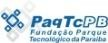 PaqTcPB
Fundação Parque
Tecnológico da Paraíba